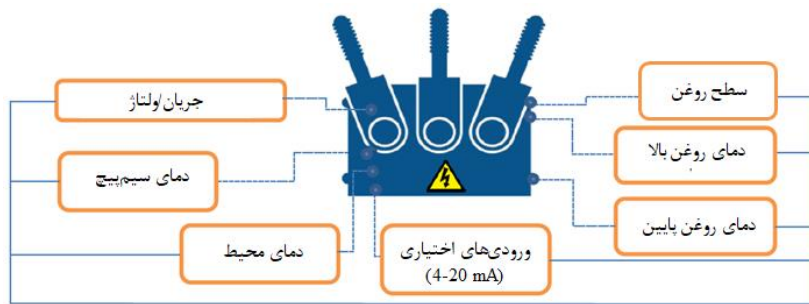 جریان/ولتاژ
دمای سیم‌پیچ
دمای محیط
ورودی‌های اختیاری
(4-20 mA)
سطح روغن
دمای روغن بالا
دمای روغن پایین